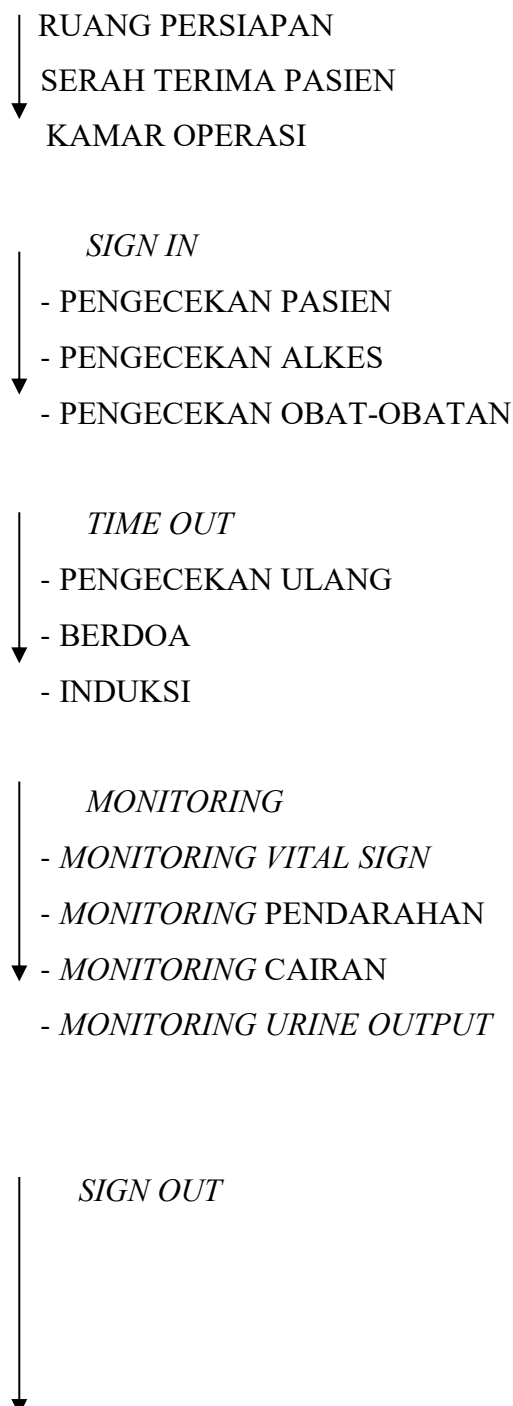 RUANG PERSIAPAN
SERAH TERIMA PASIEN
KAMAR OPERASI
SIGN IN
- PENGECEKAN PASIEN
- PENGECEKAN ALKES
- PENGECEKAN OBAT-OBATAN
TIME OUT
- PENGECEKAN ULANG
- BERDOA
- INDUKSI
MONITORING
- MONITORING VITAL SIGN
- MONITORING PENDARAHAN
- MONITORING CAIRAN
- MONITORING URINE OUTPUT
SIGN OUT